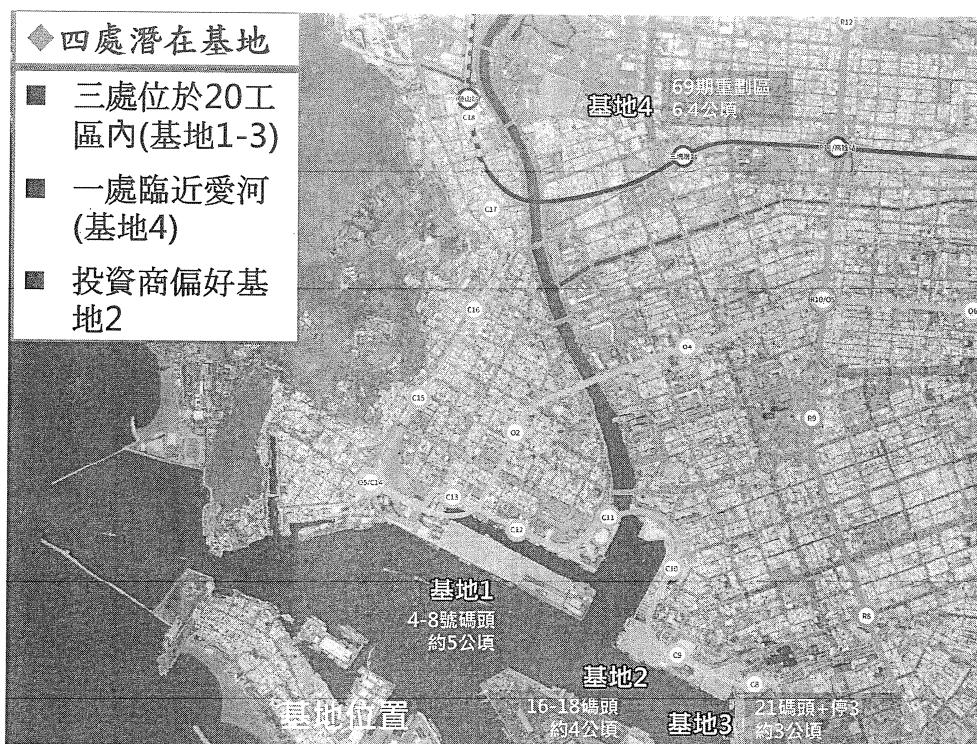 四處潛在基地
三處位於20工
區內(基地1-3)
一處臨近愛河
(基地4)
投資商偏好基
地2
R12
基地4
69期重劃區
6.4公頃
C18
C17
C16
R10/O5
O4
C15
R9
O2
C13
C12
C11
C10
基地1
4-8號碼頭
約5公頃
C9
C8
基地2
16-18碼頭
約4公頃
基地3
21碼頭+停3
約3公頃
基地位置